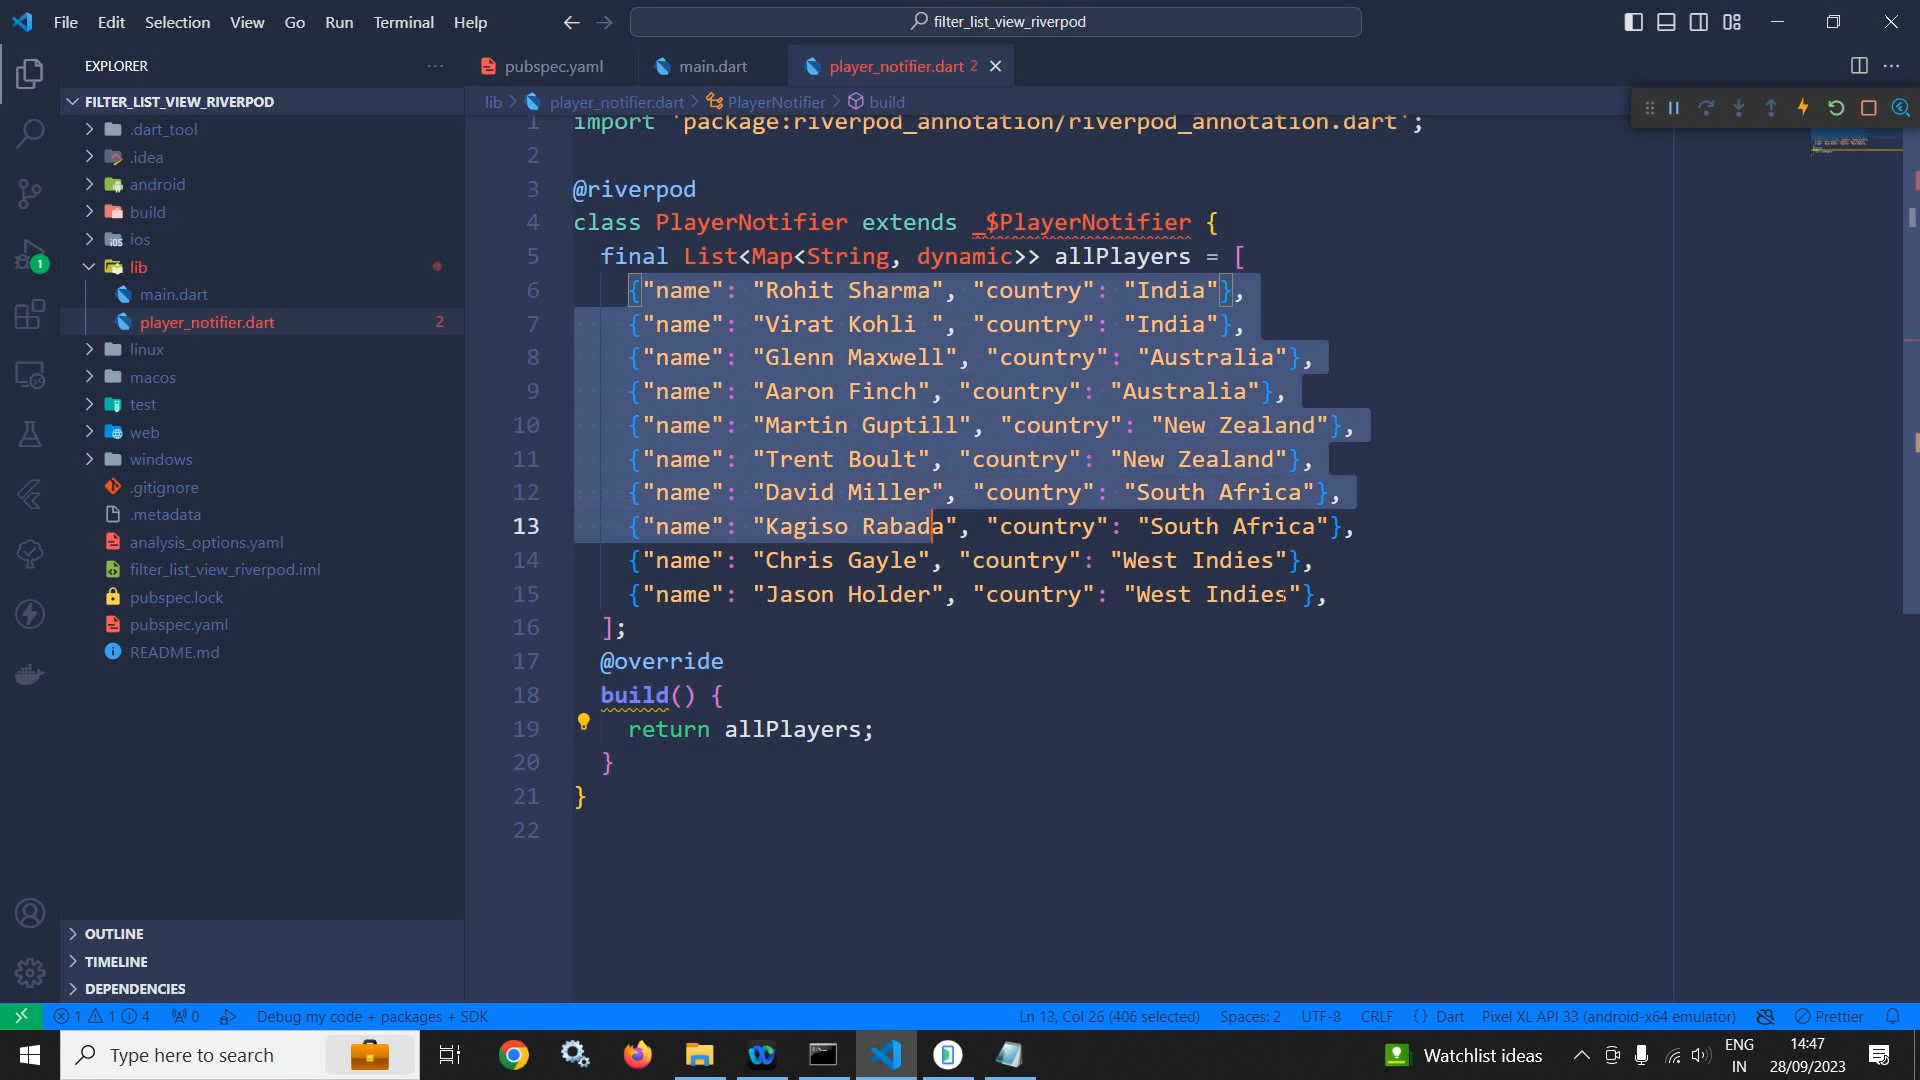 File Edit Selection View Go Run Terminal Help
filter_list_view_riverpod
EXPLORER
pubspec.yaml
main.dart
player_notifier.dart 2
FILTER_LIST_VIEW_RIVERPOD
lib > player_notifier.dart > PlayerNotifier > build
.dart_tool
.idea
android
build
ios
lib
main.dart
player_notifier.dart 2
linux
macos
test
web
windows
.gitignore
.metadata
analysis_options.yaml
filter_list_view_riverpod.iml
pubspec.lock
pubspec.yaml
README.md
1
OUTLINE
TIMELINE
DEPENDENCIES
1 import 'package:riverpod_annotation/riverpod_annotation.dart';
2
3 @riverpod
4 class PlayerNotifier extends _$PlayerNotifier {
5 final List<Map<String, dynamic>> allPlayers = [
6 {"name": "Rohit Sharma", "country": "India"},
7 {"name": "Virat Kohli ", "country": "India"},
8 {"name": "Glenn Maxwell", "country": "Australia"},
9 {"name": "Aaron Finch", "country": "Australia"},
10 {"name": "Martin Guptill", "country": "New Zealand"},
11 {"name": "Trent Boult", "country": "New Zealand"},
12 {"name": "David Miller", "country": "South Africa"},
13 {"name": "Kagiso Rabada", "country": "South Africa"},
14 {"name": "Chris Gayle", "country": "West Indies"},
15 {"name": "Jason Holder", "country": "West Indies"},
16 ];
17 @override
18 build() {
19 return allPlayers;
20 }
21 }
22
1 1 4 0 Debug my code + packages + SDK Ln 13, Col 26 (406 selected) Spaces: 2 UTF-8 CRLF { } Dart Pixel XL API 33 (android-x64 emulator) Prettier
Type here to search
Watchlist ideas
ENG
IN
14:47
28/09/2023